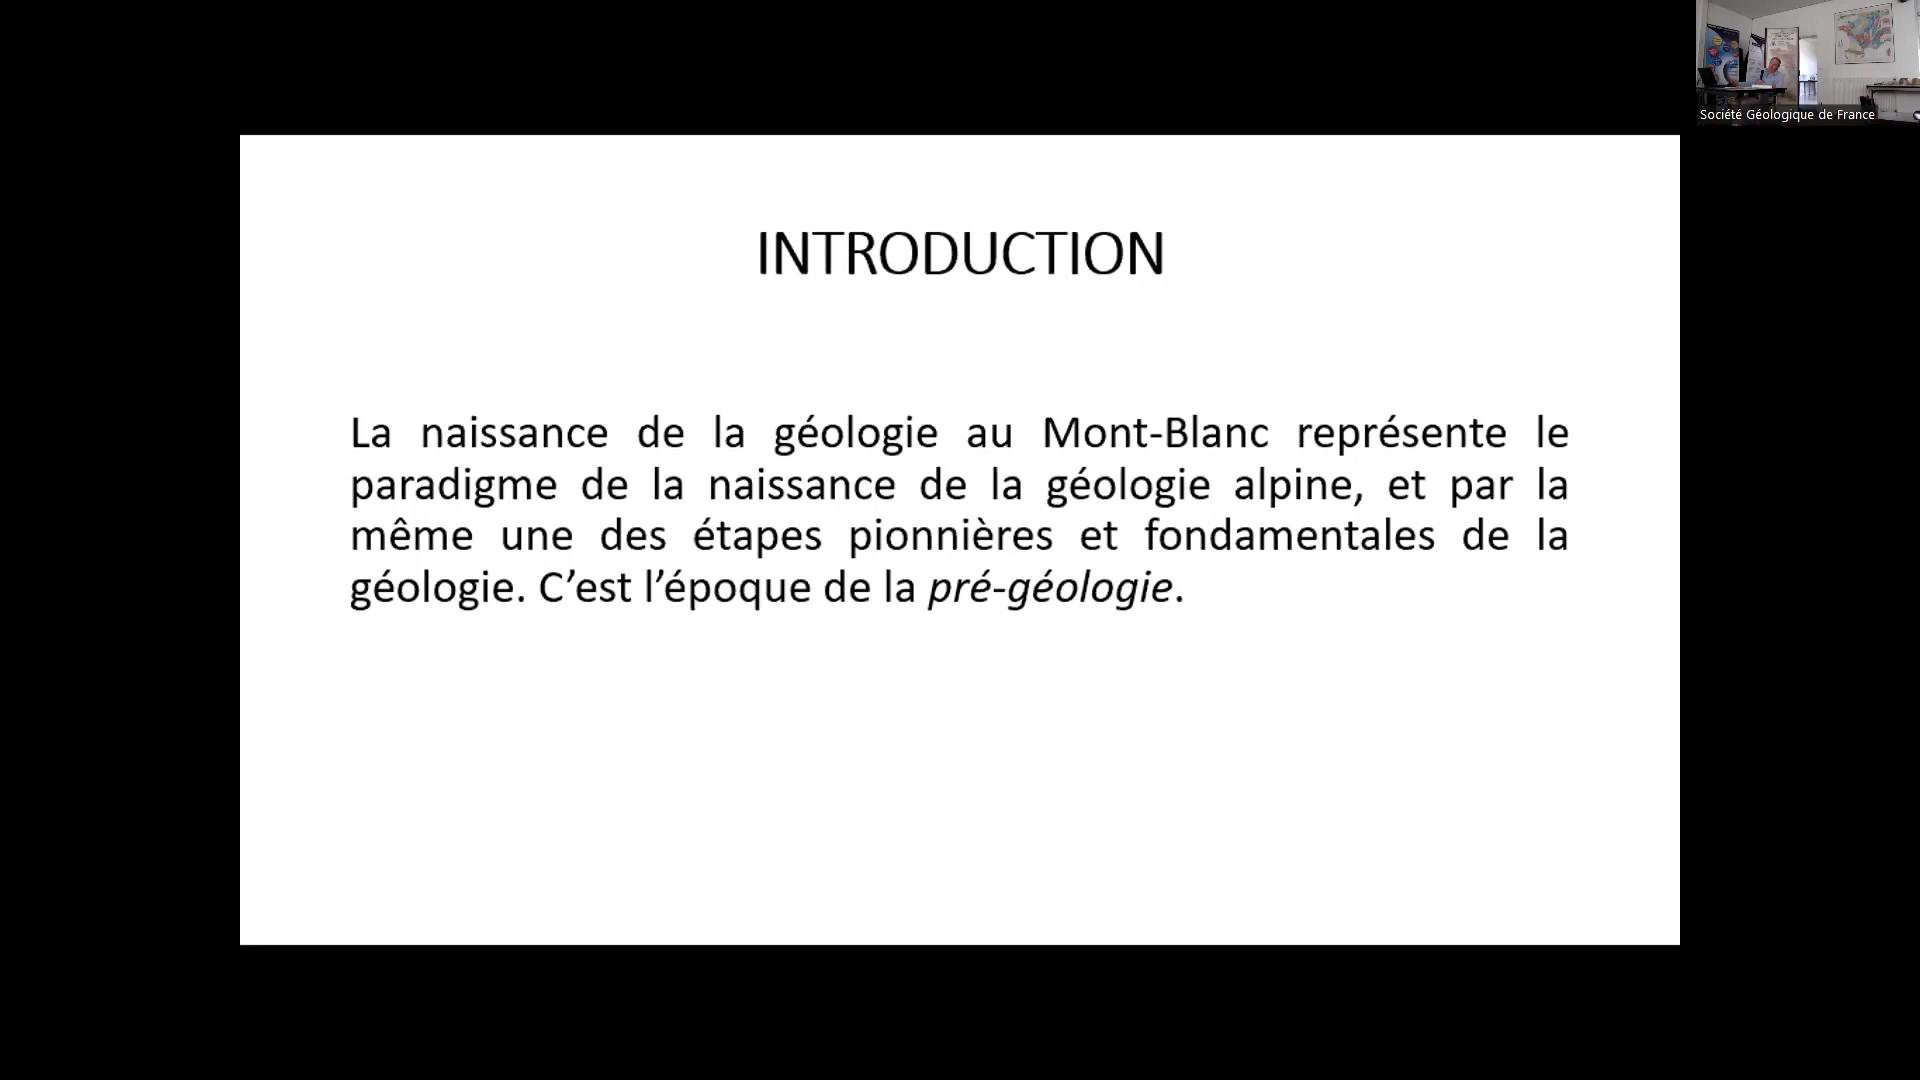 Société Géologique de France
INTRODUCTION
La naissance de la géologie au Mont-Blanc représente le
paradigme de la naissance de la géologie alpine, et par la
même une des étapes pionnières et fondamentales de la
géologie. C’est l’époque de la pré-géologie.